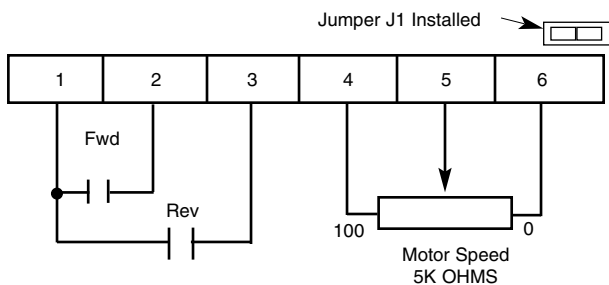 Jumper J1 Installed
1 2 3 4 5 6
Fwd
Rev
100 0
Motor Speed
5K OHMS